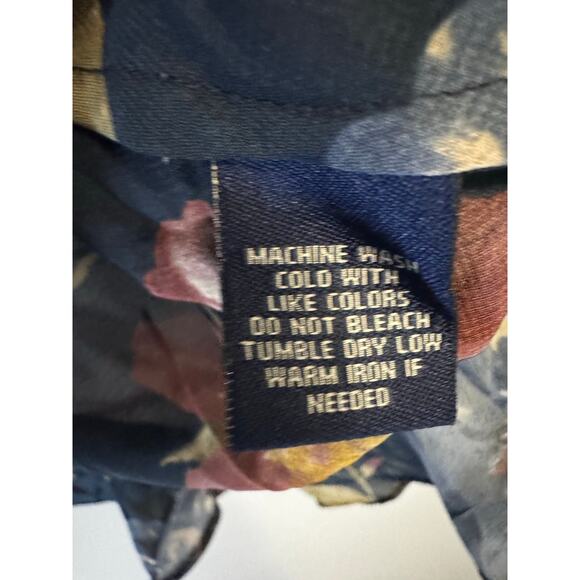 MACHINE WASH
COLD WITH
LIKE COLORS
DO NOT BLEACH
TUMBLE DRY LOW
WARM IRON IF
NEEDED